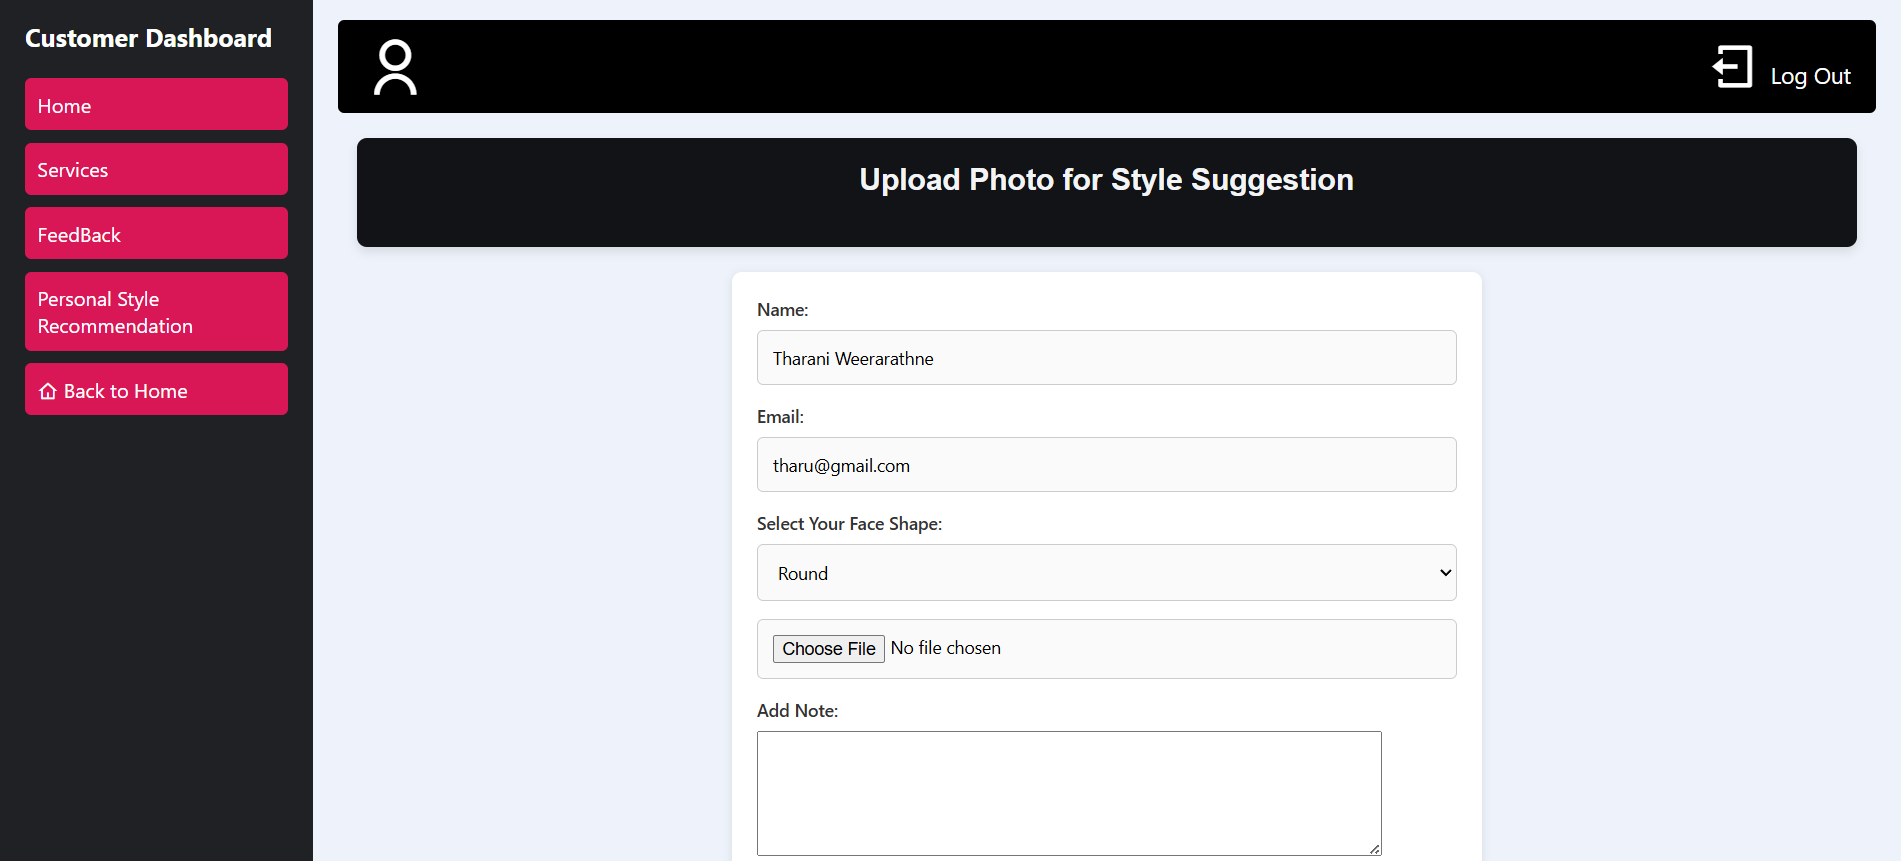 Customer Dashboard
Home
Services
FeedBack
Personal Style
Recommendation
Back to Home
Log Out
Upload Photo for Style Suggestion
Name:
Tharani Weerarathne
Email:
tharu@gmail.com
Select Your Face Shape:
Round
Choose File No file chosen
Add Note: